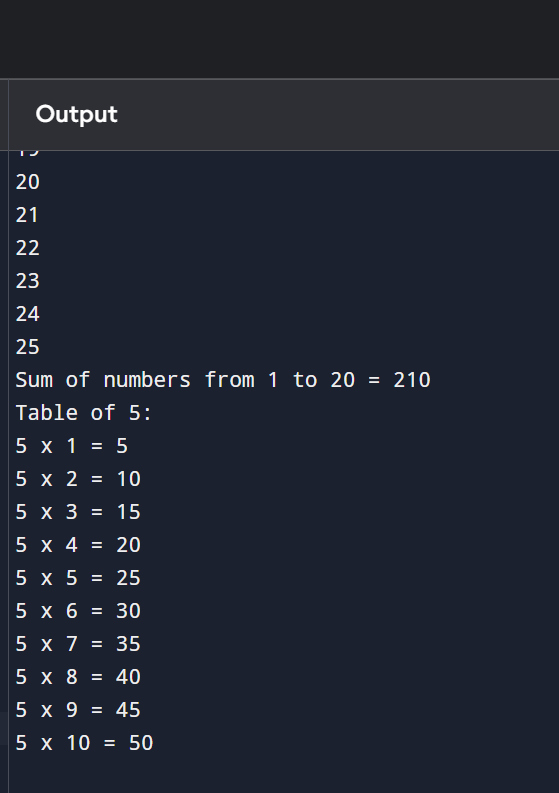 Output
20
21
22
23
24
25
Sum of numbers from 1 to 20 = 210
Table of 5:
5 x 1 = 5
5 x 2 = 10
5 x 3 = 15
5 x 4 = 20
5 x 5 = 25
5 x 6 = 30
5 x 7 = 35
5 x 8 = 40
5 x 9 = 45
5 x 10 = 50